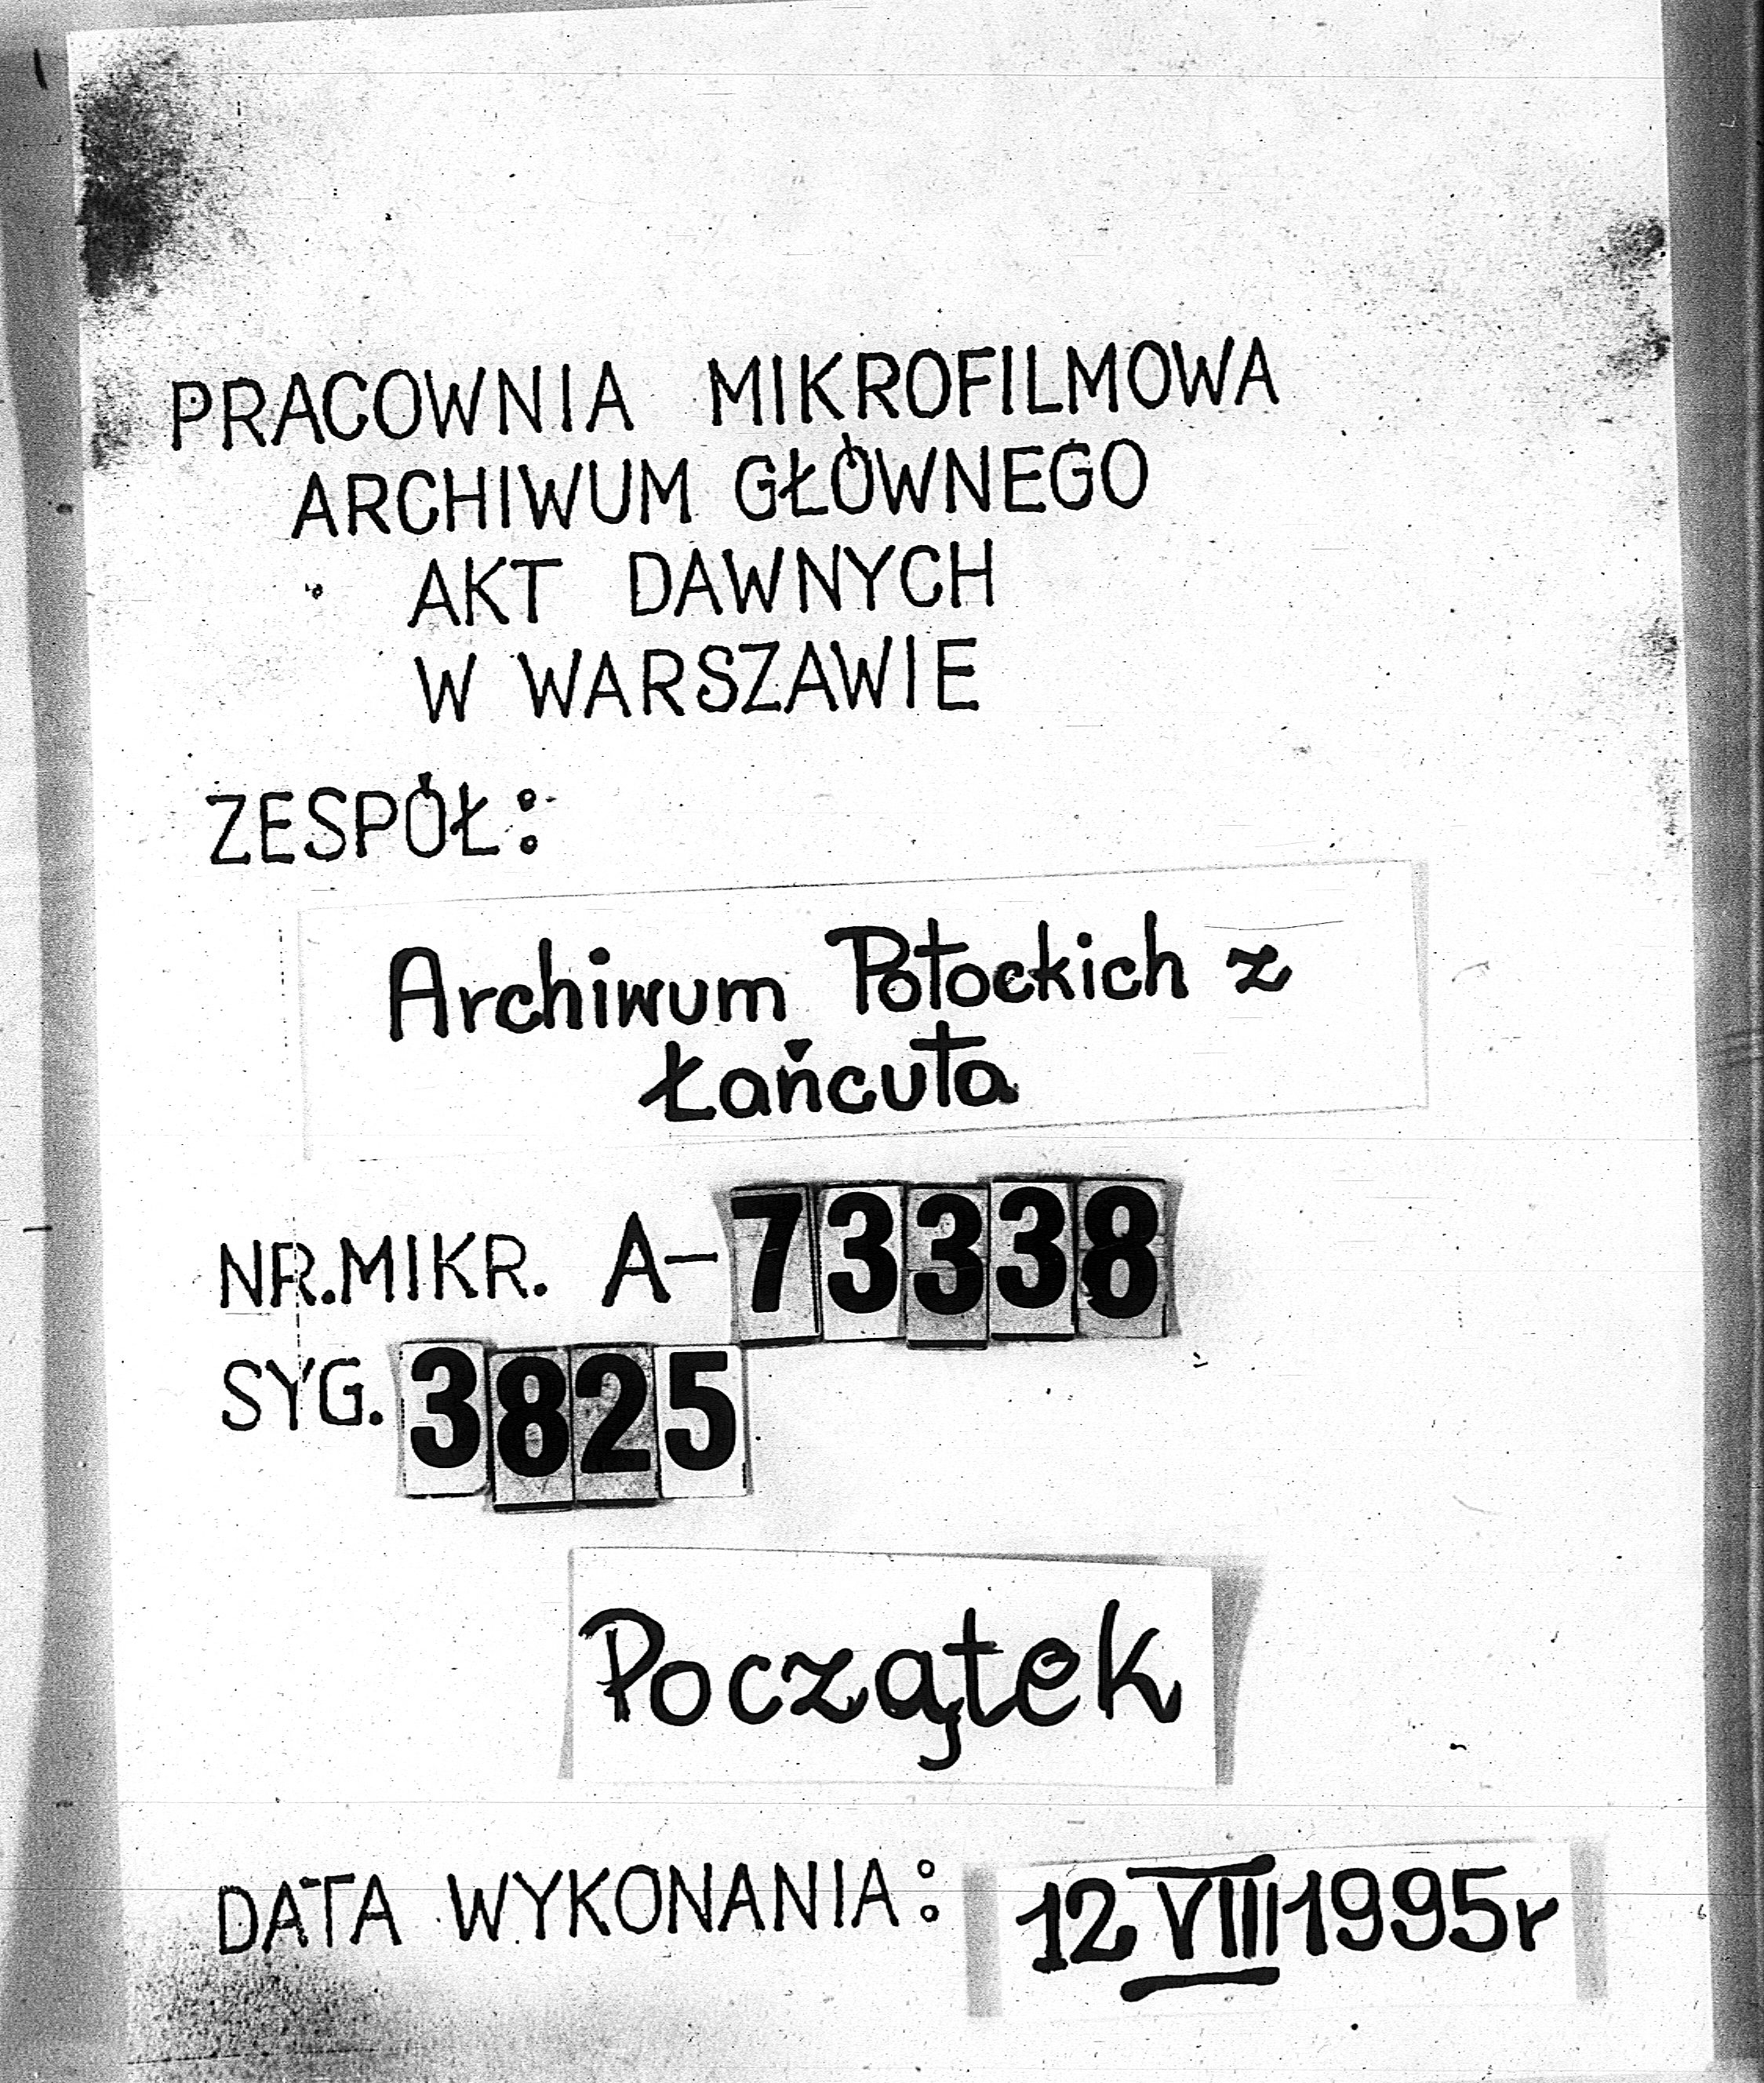 PRACOWNIA MIKROFILMOWA
ARCHIWUM GŁÓWNEGO
AKT DAWNYCH
W WARSZAWIE
ZESPÓŁ:
Archiwum Potockich z
Łańcuta
NR.MIKR. A-73338
SYG. 3825
Początek
DATA WYKONANIA: 12 VIII 1995r